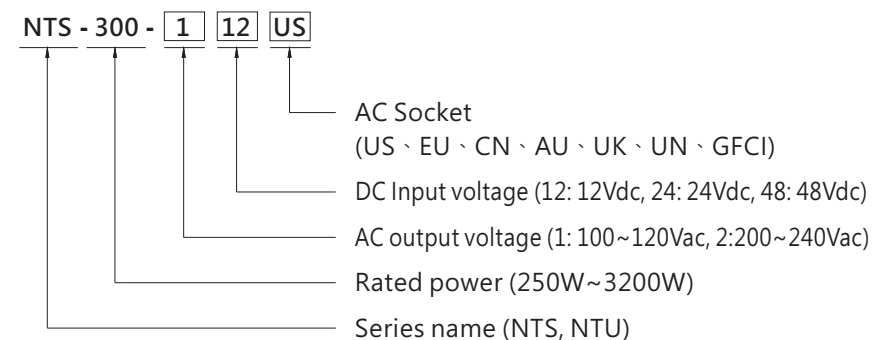 NTS - 300 - 1 12 US
AC Socket
(US、EU、CN、AU、UK、UN、GFCI)
DC Input voltage (12: 12Vdc, 24: 24Vdc, 48: 48Vdc)
AC output voltage (1: 100~120Vac, 2:200~240Vac)
Rated power (250W~3200W)
Series name (NTS, NTU)